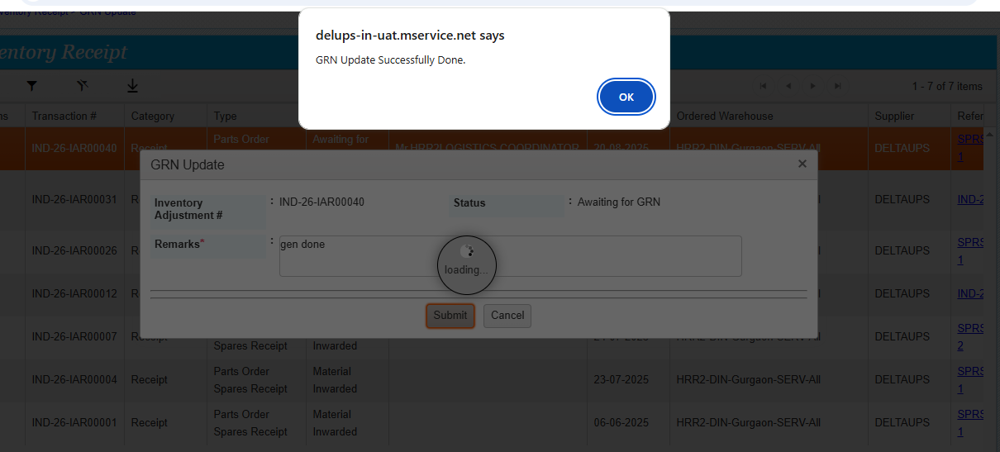 Inventory Receipt > GRN Update
delups-in-uat.mservice.net says
GRN Update Successfully Done.
OK
entory Receipt
1 - 7 of 7 items
ns Transaction # Category Type Ordered Warehouse Supplier Refer
IND-26-IAR00040 Receipt Parts Order Awaiting for Mr.HRR2LOGISTICS COORDINATOR 20-08-2025 HRR2-DIN-Gurgaon-SERV-All DELTAUPS SPRS
1
GRN Update ×
Inventory Adjustment # : IND-26-IAR00040 Status : Awaiting for GRN
Remarks* : gen done
loading...
Submit Cancel
IND-26-IAR00031 R l DELTAUPS IND-2
IND-26-IAR00026 R l DELTAUPS SPRS
1
IND-26-IAR00012 R l DELTAUPS IND-2
IND-26-IAR00007 Receipt HRR2-DIN-Gurgaon-SERV-All DELTAUPS SPRS
Spares Receipt Inwarded 2
IND-26-IAR00004 Receipt Parts Order Material 23-07-2025 HRR2-DIN-Gurgaon-SERV-All DELTAUPS SPRS
Spares Receipt Inwarded 1
IND-26-IAR00001 Receipt Parts Order Material 06-06-2025 HRR2-DIN-Gurgaon-SERV-All DELTAUPS SPRS
Spares Receipt Inwarded 1